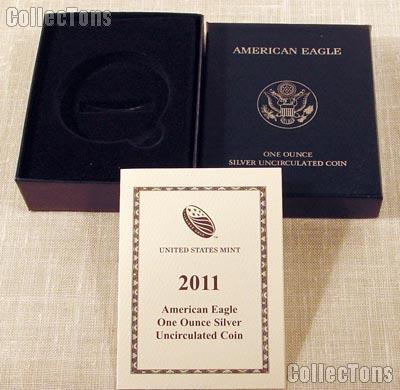 CollecTons
AMERICAN EAGLE
ONE OUNCE
SILVER UNCIRCULATED COIN
UNITED STATES MINT
2011
American Eagle
One Ounce Silver
Uncirculated Coin
CollecTons